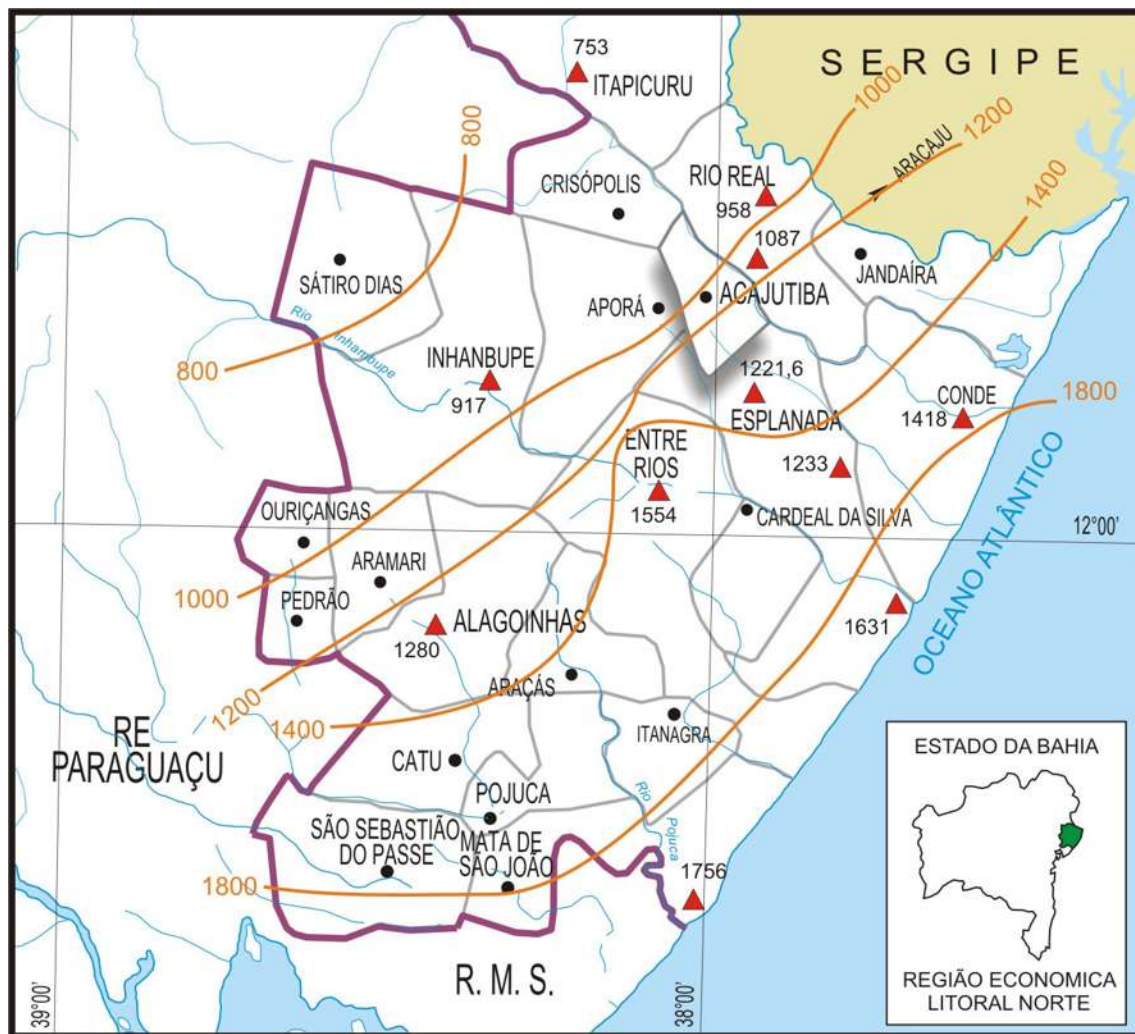 753
ITAPICURU
SERGIPE
1000
1200
ARACAJU
800
CRISÓPOLIS
RIO REAL
958
1400
1087
SÁTIRO DIAS
JANDAÍRA
APORÁ
ACAJUTIBA
Rio Inhambupe
800
INHANBUPE
917
1221,6
ESPLANADA
CONDE
1418
1800
ENTRE
RIOS
1554
1233
CARDEAL DA SILVA
OURIÇANGAS
12°00'
ARAMARI
1000
PEDRÃO
ALAGOINHAS
1280
1631
OCEANO ATLÂNTICO
1200
1400
ARAÇÁS
ITANAGRA
RE
PARAGUAÇU
CATU
POJUCA
Rio Pojuca
SÃO SEBASTIÃO
DO PASSE
MATA DE
SÃO JOÃO
1800
1756
R. M. S.
39°00'
38°00'
ESTADO DA BAHIA
REGIÃO ECONOMICA
LITORAL NORTE